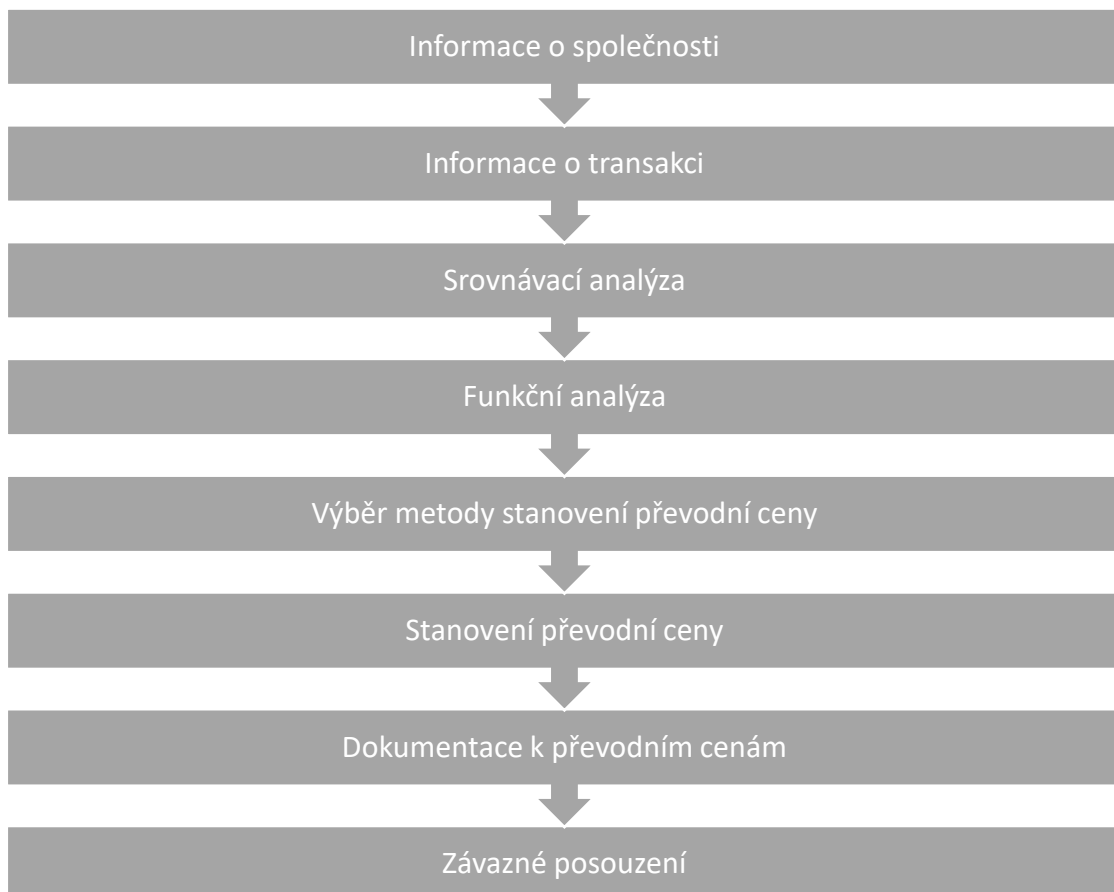 Informace o společnosti
Informace o transakci
Srovnávací analýza
Funkční analýza
Výběr metody stanovení převodní ceny
Stanovení převodní ceny
Dokumentace k převodním cenám
Závazné posouzení